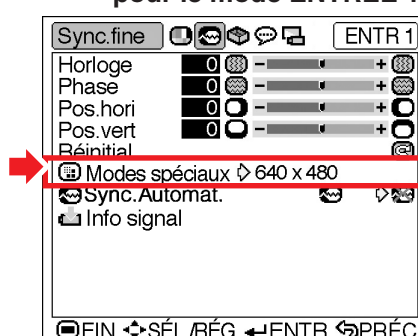 pour le mode ENTRÉE 1
Sync.fine ENTR 1
Horloge 0 - +
Phase 0 - +
Pos.hori 0 - +
Pos.vert 0 - +
Réinitial
Modes spéciaux 640 x 480
Sync.Automat.
Info signal
FIN SÉL./RÉG. ENTR PRÉC